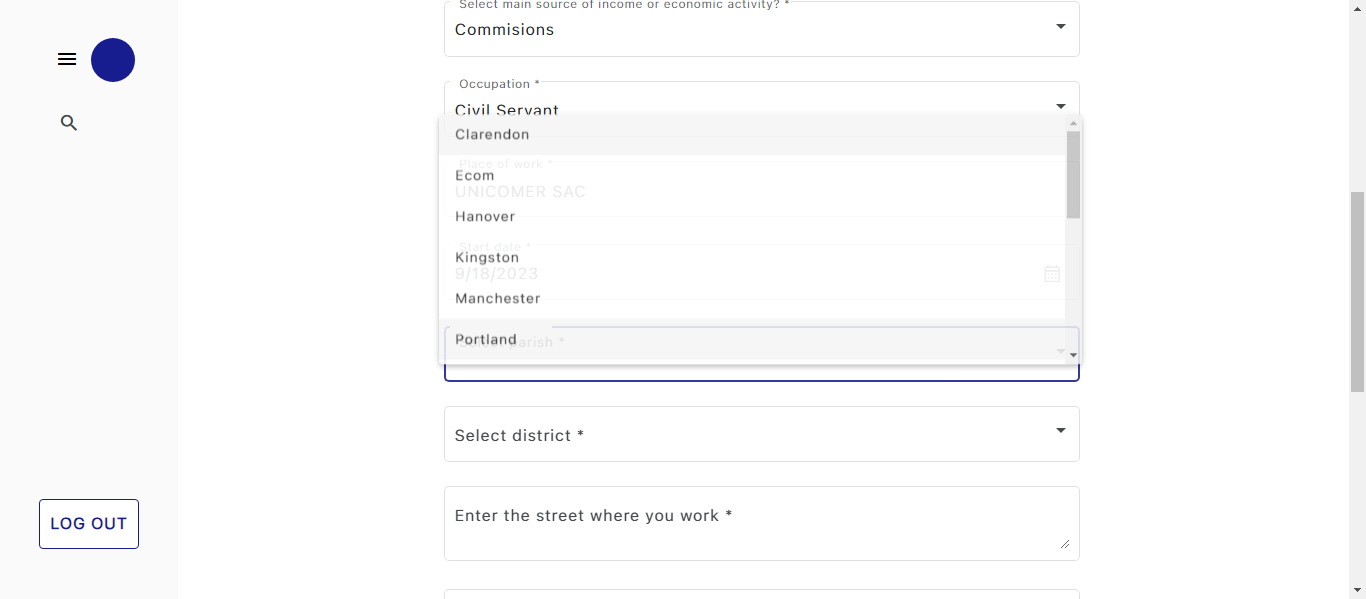 Select main source of income or economic activity? *
Commisions
Occupation *
Civil Servant
Clarendon
Place of work *
Ecom
UNICOMER SAC
Hanover
Start date *
Kingston
9/18/2023
Manchester
Portland
Select parish *
Select district *
Enter the street where you work *
LOG OUT